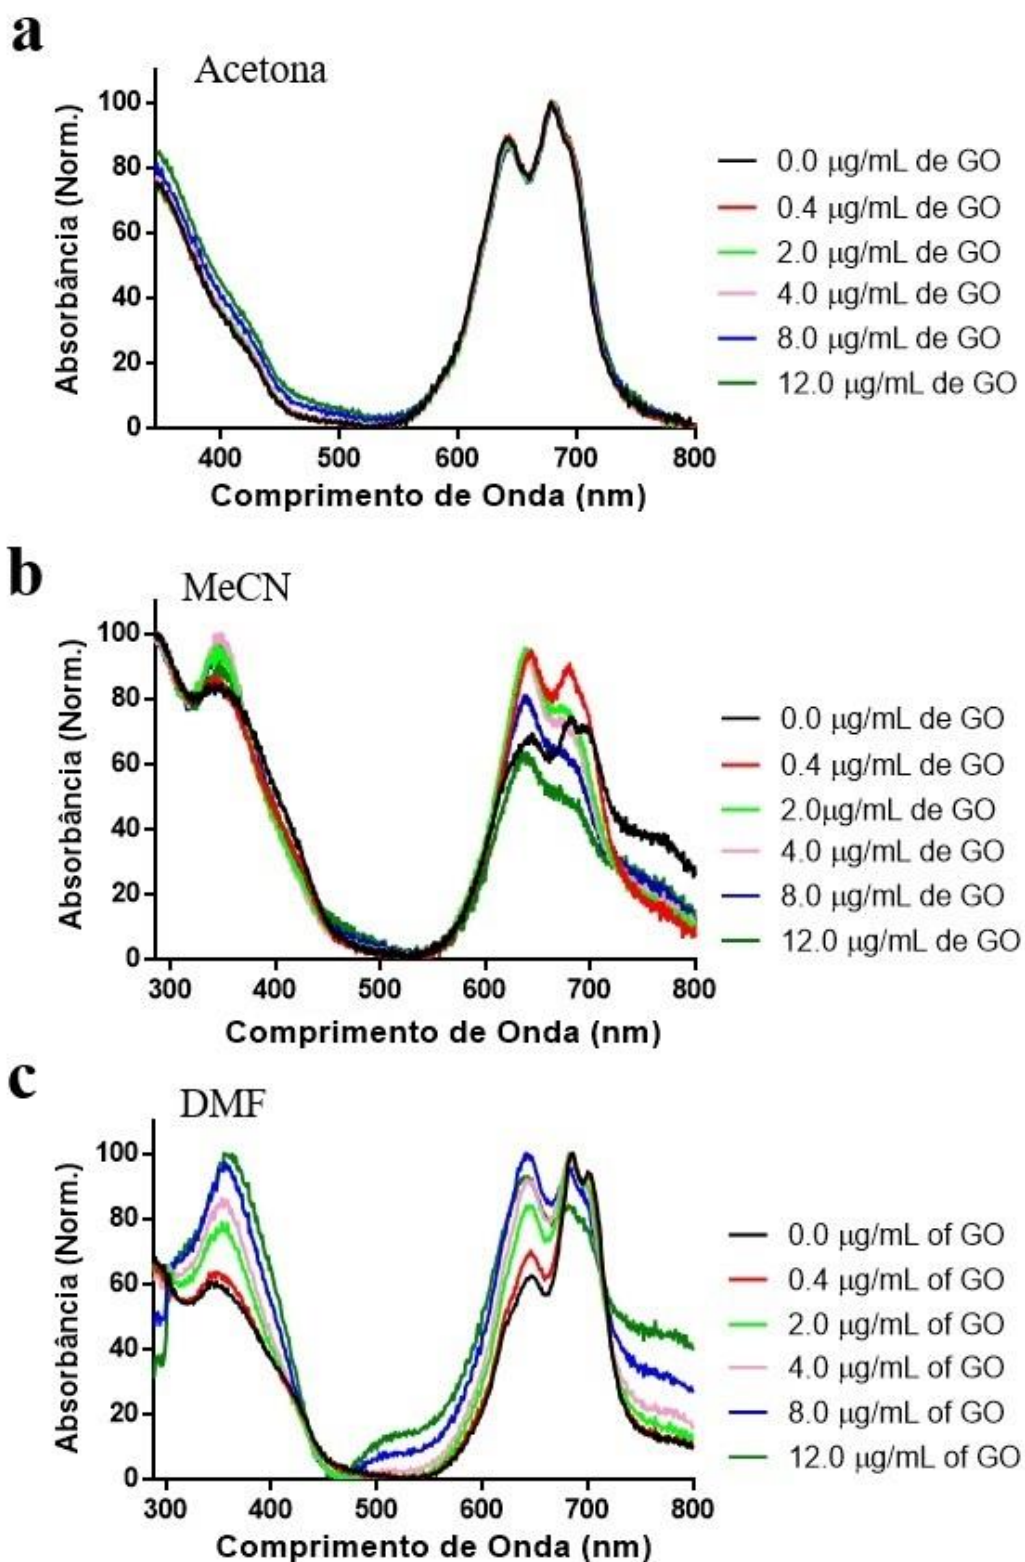 a
Acetona
Absorbância (Norm.)
100
80
60
40
20
0
400 500 600 700 800
Comprimento de Onda (nm)
0.0 μg/mL de GO
0.4 μg/mL de GO
2.0 μg/mL de GO
4.0 μg/mL de GO
8.0 μg/mL de GO
12.0 μg/mL de GO
b
MeCN
Absorbância (Norm.)
100
80
60
40
20
0
300 400 500 600 700 800
Comprimento de Onda (nm)
0.0 μg/mL de GO
0.4 μg/mL de GO
2.0μg/mL de GO
4.0 μg/mL de GO
8.0 μg/mL de GO
12.0 μg/mL de GO
c
DMF
Absorbância (Norm.)
100
80
60
40
20
0
300 400 500 600 700 800
Comprimento de Onda (nm)
0.0 μg/mL of GO
0.4 μg/mL of GO
2.0 μg/mL of GO
4.0 μg/mL of GO
8.0 μg/mL of GO
12.0 μg/mL of GO